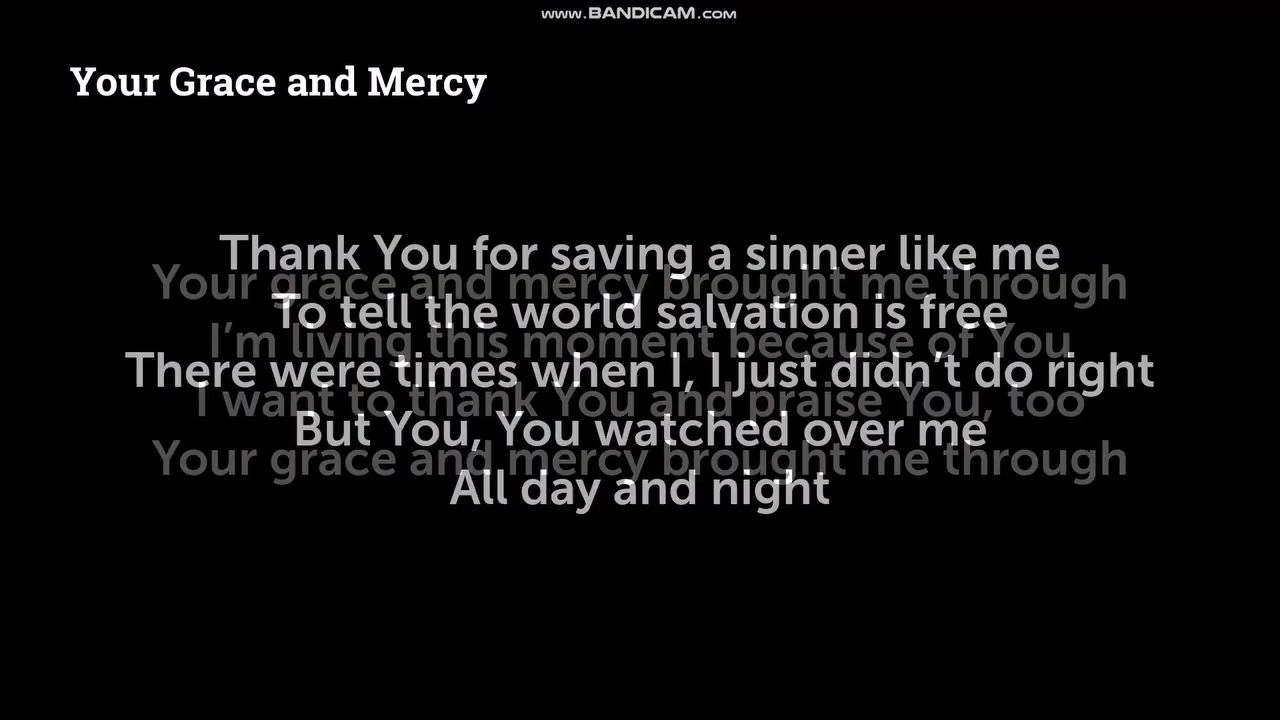 www.BANDICAM.com
Your Grace and Mercy
Thank You for saving a sinner like me
Your grace and mercy brought me through
To tell the world salvation is free
I’m living this moment because of You
There were times when I, I just didn’t do right
I want to thank You and praise You, too
But You, You watched over me
Your grace and mercy brought me through
All day and night